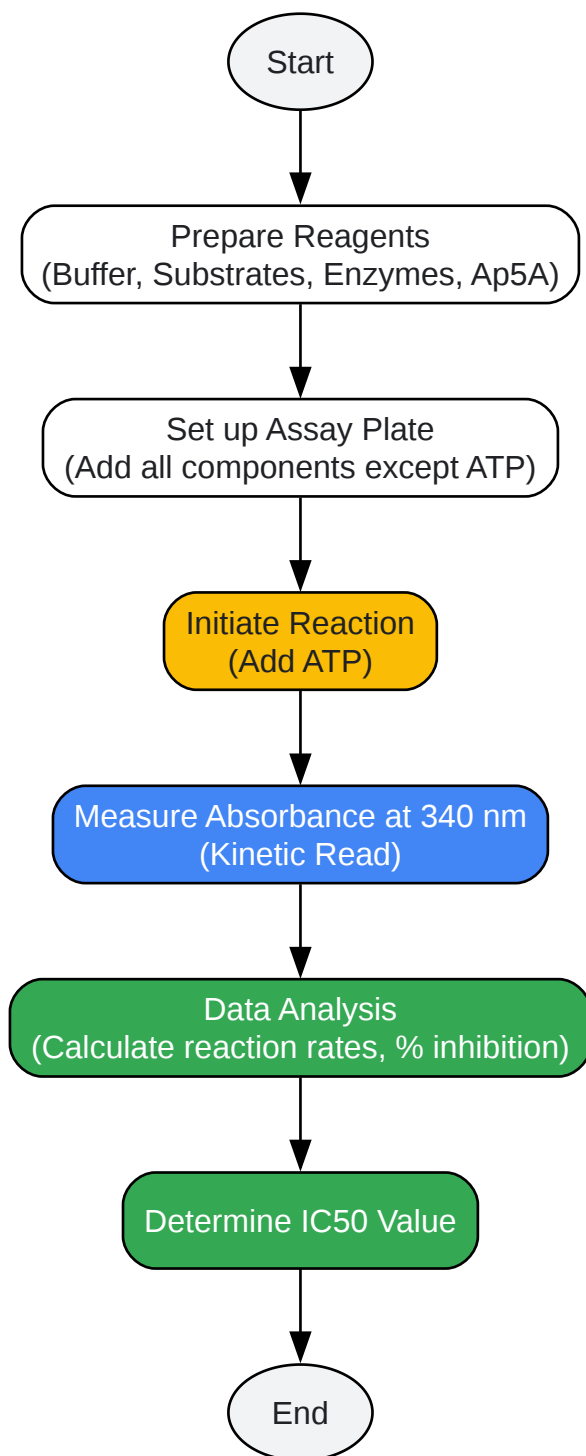 Start
Prepare Reagents
(Buffer, Substrates, Enzymes, Ap5A)
Set up Assay Plate
(Add all components except ATP)
Initiate Reaction
(Add ATP)
Measure Absorbance at 340 nm
(Kinetic Read)
Data Analysis
(Calculate reaction rates, % inhibition)
Determine IC50 Value
End